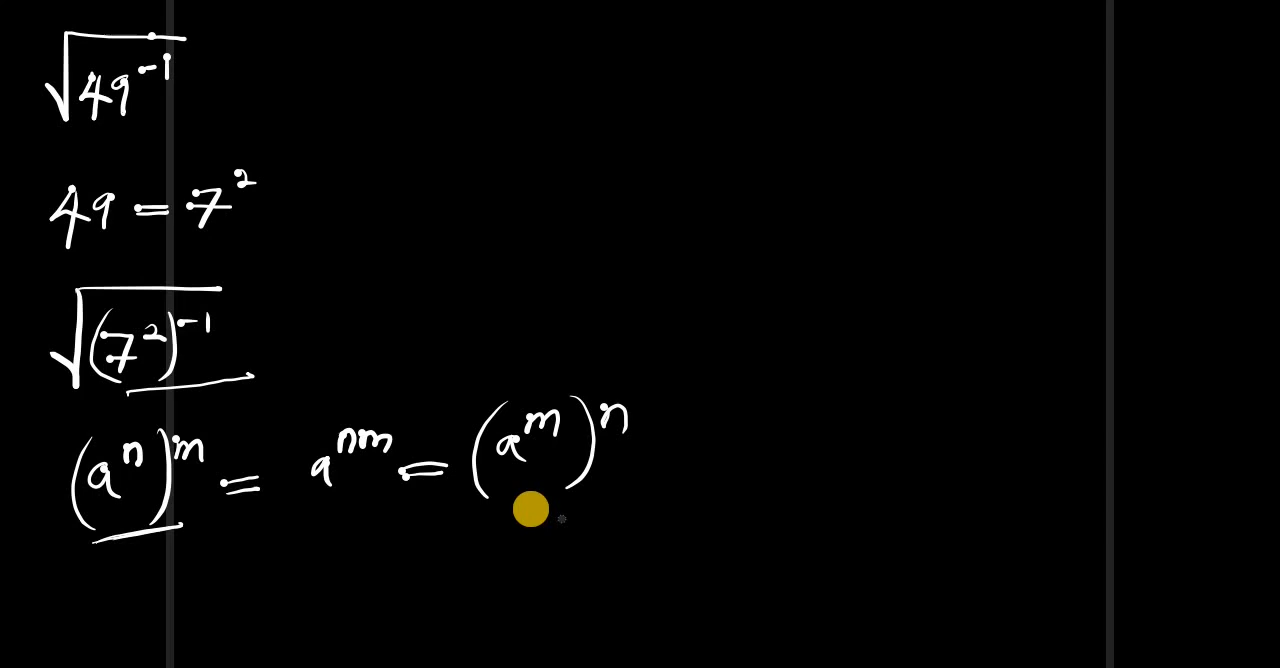 √(49⁻¹)
49 = 7²
√((7²)⁻¹)
(aⁿ)ᵐ = aⁿᵐ = (aᵐ)ⁿ